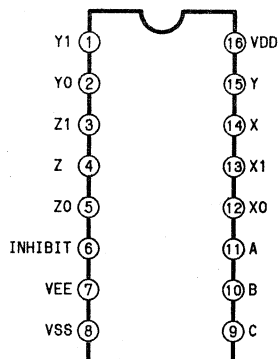 Y1 1 16 VDD
Y0 2 15 Y
Z1 3 14 X
Z 4 13 X1
Z0 5 12 X0
INHIBIT 6 11 A
VEE 7 10 B
VSS 8 9 C